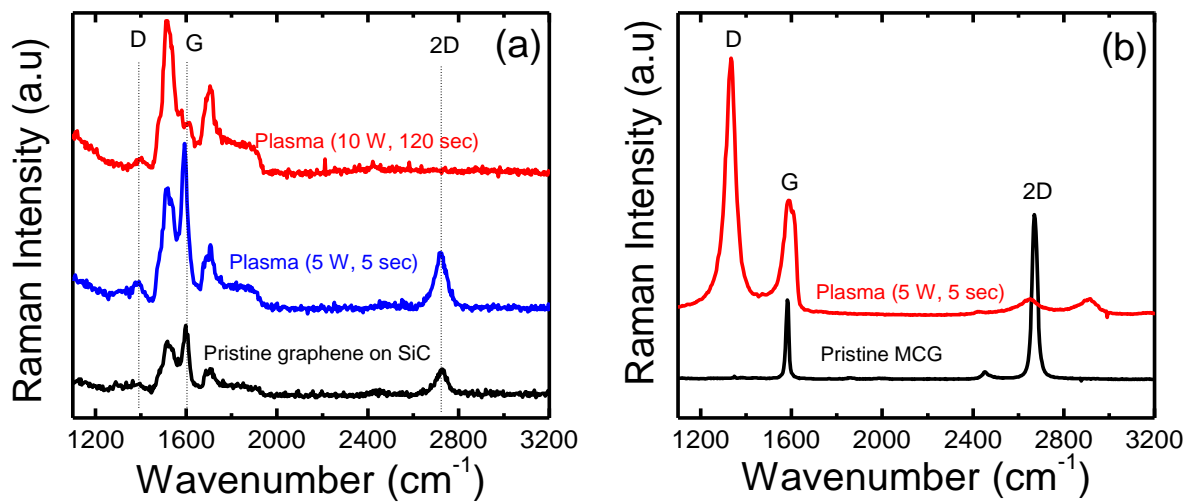 (a)
D
G
2D
Plasma (10 W, 120 sec)
Plasma (5 W, 5 sec)
Pristine graphene on SiC
Raman Intensity (a.u)
1200 1600 2000 2400 2800 3200
Wavenumber (cm⁻¹)
(b)
D
G
2D
Plasma (5 W, 5 sec)
Pristine MCG
Raman Intensity (a.u)
1200 1600 2000 2400 2800 3200
Wavenumber (cm⁻¹)